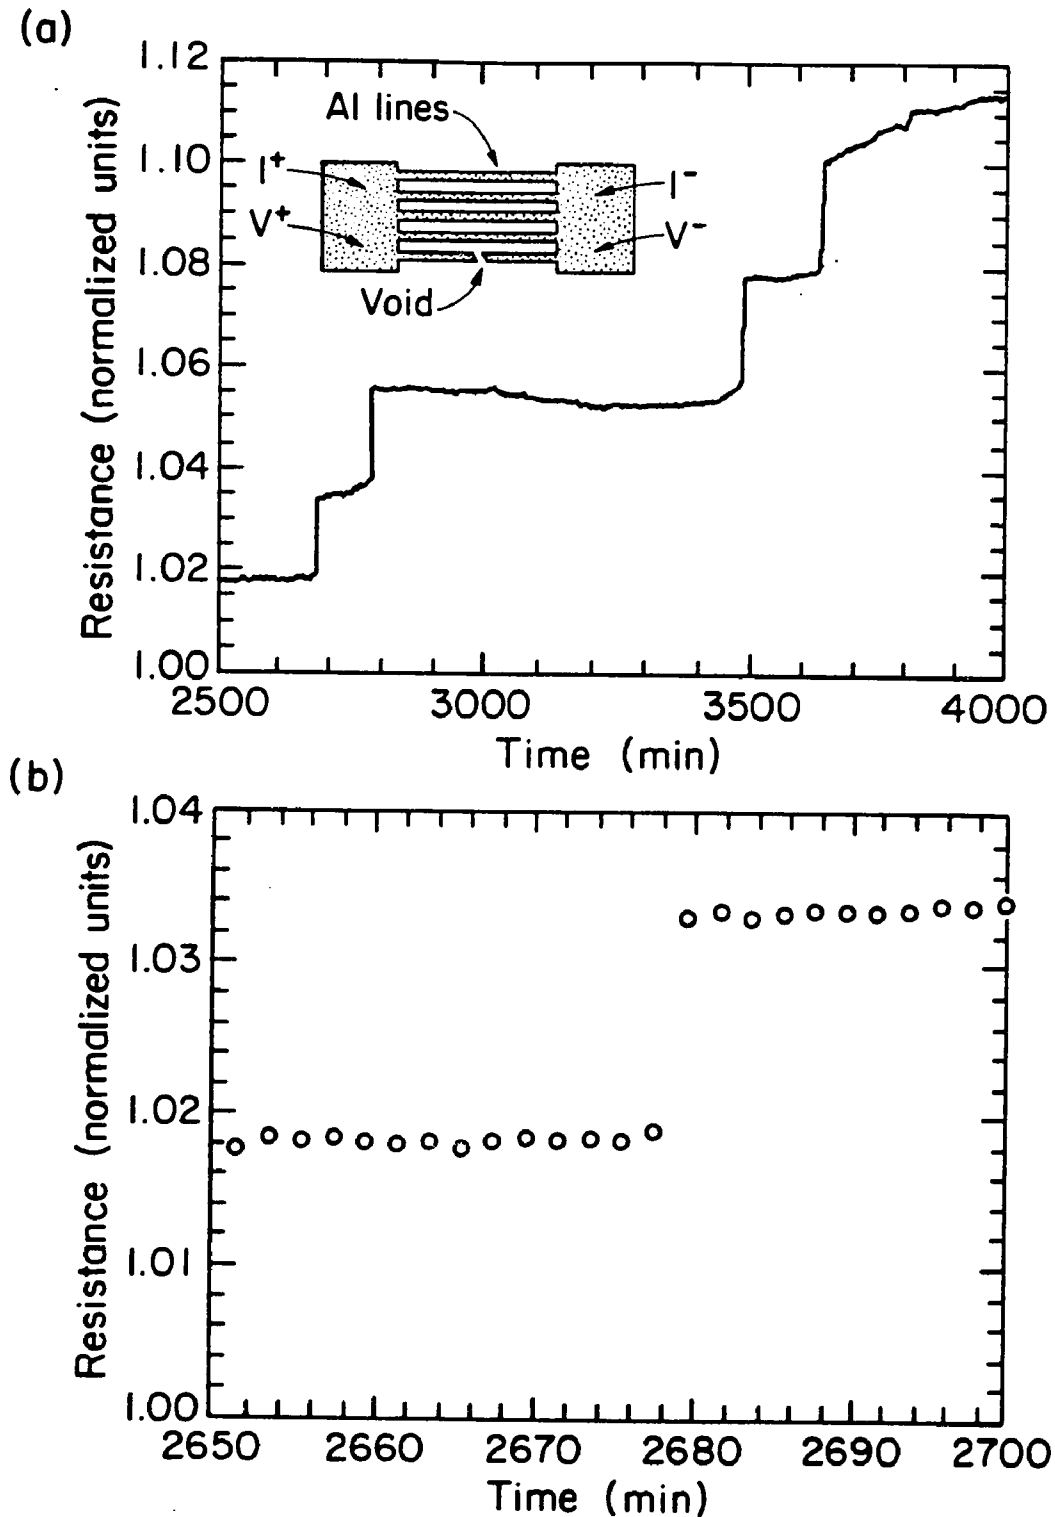 (a)
Resistance (normalized units)
1.12
1.10
1.08
1.06
1.04
1.02
1.00
Al lines
I⁺
I⁻
V⁺
V⁻
Void
2500 3000 3500 4000
Time (min)
(b)
Resistance (normalized units)
1.04
1.03
1.02
1.01
1.00
2650 2660 2670 2680 2690 2700
Time (min)